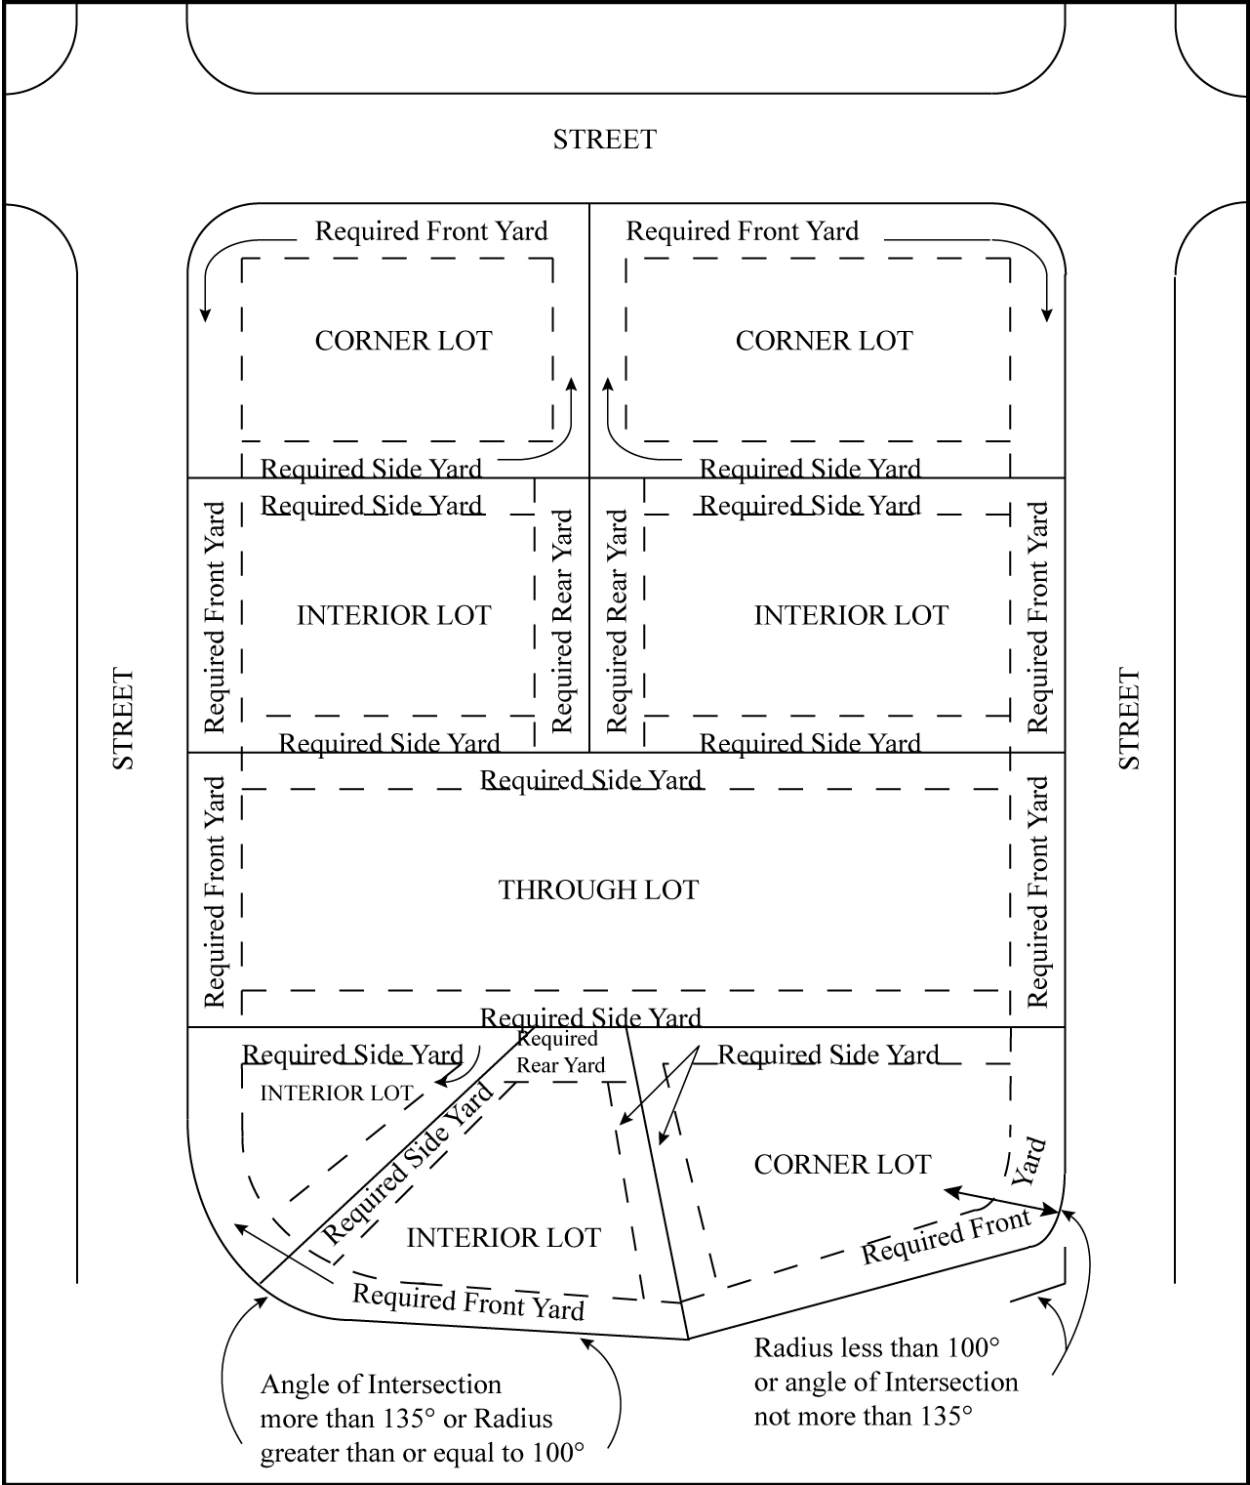 STREET
Required Front Yard
Required Front Yard
CORNER LOT
CORNER LOT
Required Side Yard
Required Side Yard
Required Side Yard
Required Side Yard
Required Front Yard
INTERIOR LOT
Required Rear Yard
Required Rear Yard
INTERIOR LOT
Required Front Yard
STREET
STREET
Required Side Yard
Required Side Yard
Required Side Yard
Required Front Yard
THROUGH LOT
Required Front Yard
Required Side Yard
Required
Rear Yard
Required Side Yard
INTERIOR LOT
Required Side Yard
Required Side Yard
CORNER LOT
Yard
Required Front
INTERIOR LOT
Required Front Yard
Angle of Intersection
more than 135° or Radius
greater than or equal to 100°
Radius less than 100°
or angle of Intersection
not more than 135°